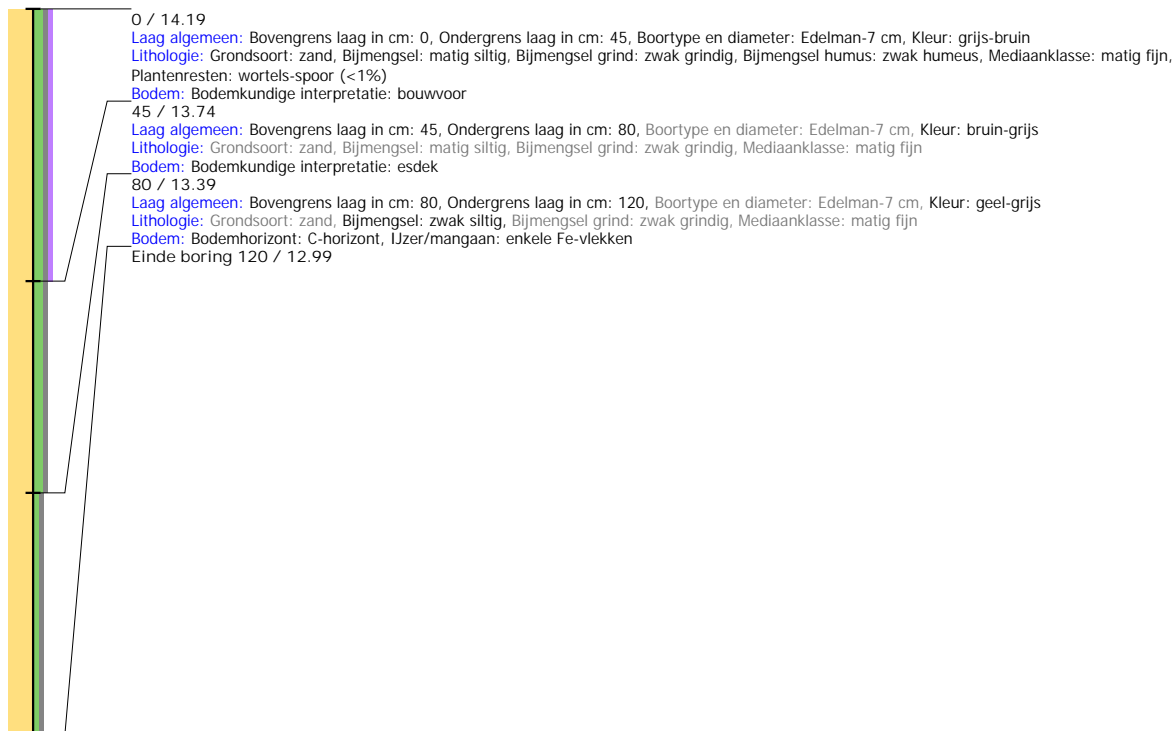 0 / 14.19
Laag algemeen: Bovengrens laag in cm: 0, Ondergrens laag in cm: 45, Boortype en diameter: Edelman-7 cm, Kleur: grijs-bruin
Lithologie: Grondsoort: zand, Bijmengsel: matig siltig, Bijmengsel grind: zwak grindig, Bijmengsel humus: zwak humeus, Mediaanklasse: matig fijn,
Plantenresten: wortels-spoor (<1%)
Bodem: Bodemkundige interpretatie: bouwvoor
45 / 13.74
Laag algemeen: Bovengrens laag in cm: 45, Ondergrens laag in cm: 80, Boortype en diameter: Edelman-7 cm, Kleur: bruin-grijs
Lithologie: Grondsoort: zand, Bijmengsel: matig siltig, Bijmengsel grind: zwak grindig, Mediaanklasse: matig fijn
Bodem: Bodemkundige interpretatie: esdek
80 / 13.39
Laag algemeen: Bovengrens laag in cm: 80, Ondergrens laag in cm: 120, Boortype en diameter: Edelman-7 cm, Kleur: geel-grijs
Lithologie: Grondsoort: zand, Bijmengsel: zwak siltig, Bijmengsel grind: zwak grindig, Mediaanklasse: matig fijn
Bodem: Bodemhorizont: C-horizont, IJzer/mangaan: enkele Fe-vlekken
Einde boring 120 / 12.99